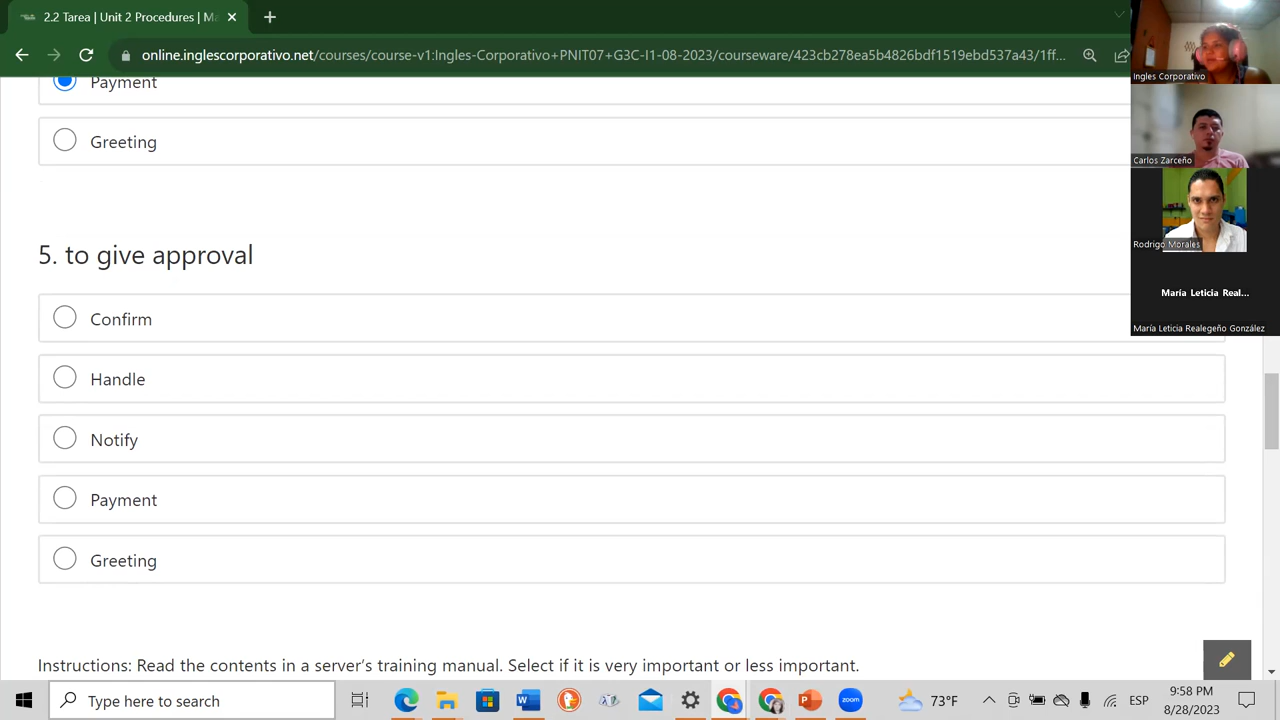 2.2 Tarea | Unit 2 Procedures | Ma
online.inglescorporativo.net/courses/course-v1:Ingles-Corporativo+PNIT07+G3C-I1-08-2023/courseware/423cb278ea5b4826bdf1519ebd537a43/1ff...
Ingles Corporativo
Carlos Zarceño
Rodrigo Morales
María Leticia Real...
María Leticia Realegeño González
Payment
Greeting
5. to give approval
Confirm
Handle
Notify
Payment
Greeting
Instructions: Read the contents in a server's training manual. Select if it is very important or less important.
Type here to search
zoom
73°F
ESP
9:58 PM
8/28/2023